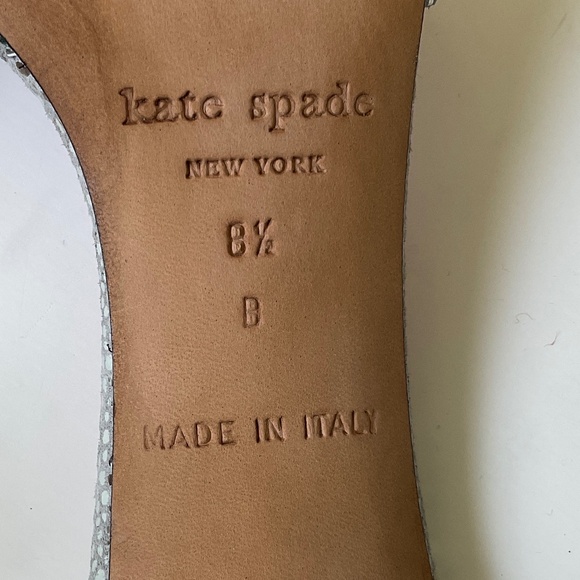 kate spade
NEW YORK
8½
B
MADE IN ITALY